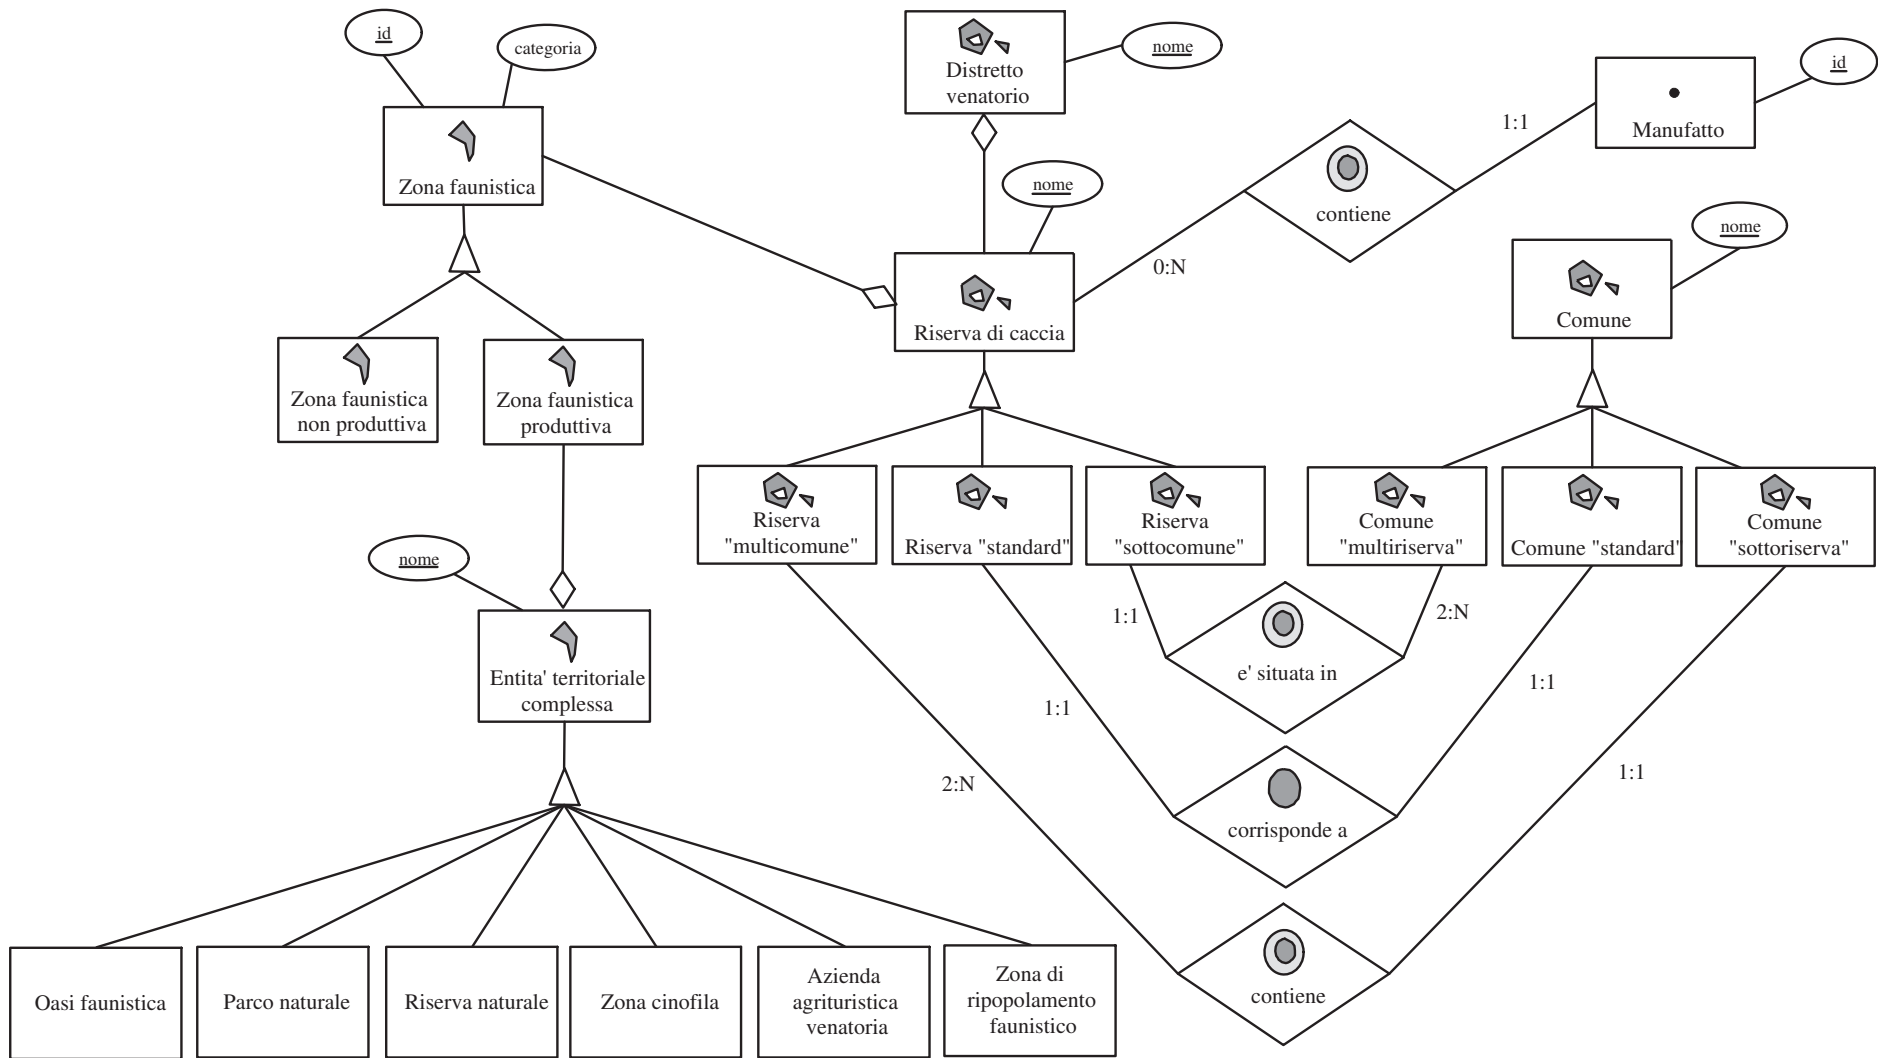 id
categoria
Zona faunistica
Distretto
venatorio
nome
nome
Riserva di caccia
0:N
contiene
1:1
Manufatto
id
nome
Comune
Zona faunistica
non produttiva
Zona faunistica
produttiva
Riserva
"multicomune"
Riserva "standard"
Riserva
"sottocomune"
Comune
"multiriserva"
Comune "standard"
Comune
"sottoriserva"
nome
Entita' territoriale
complessa
1:1
e' situata in
2:N
1:1
corrisponde a
1:1
2:N
contiene
1:1
Oasi faunistica
Parco naturale
Riserva naturale
Zona cinofila
Azienda
agrituristica
venatoria
Zona di
ripopolamento
faunistico